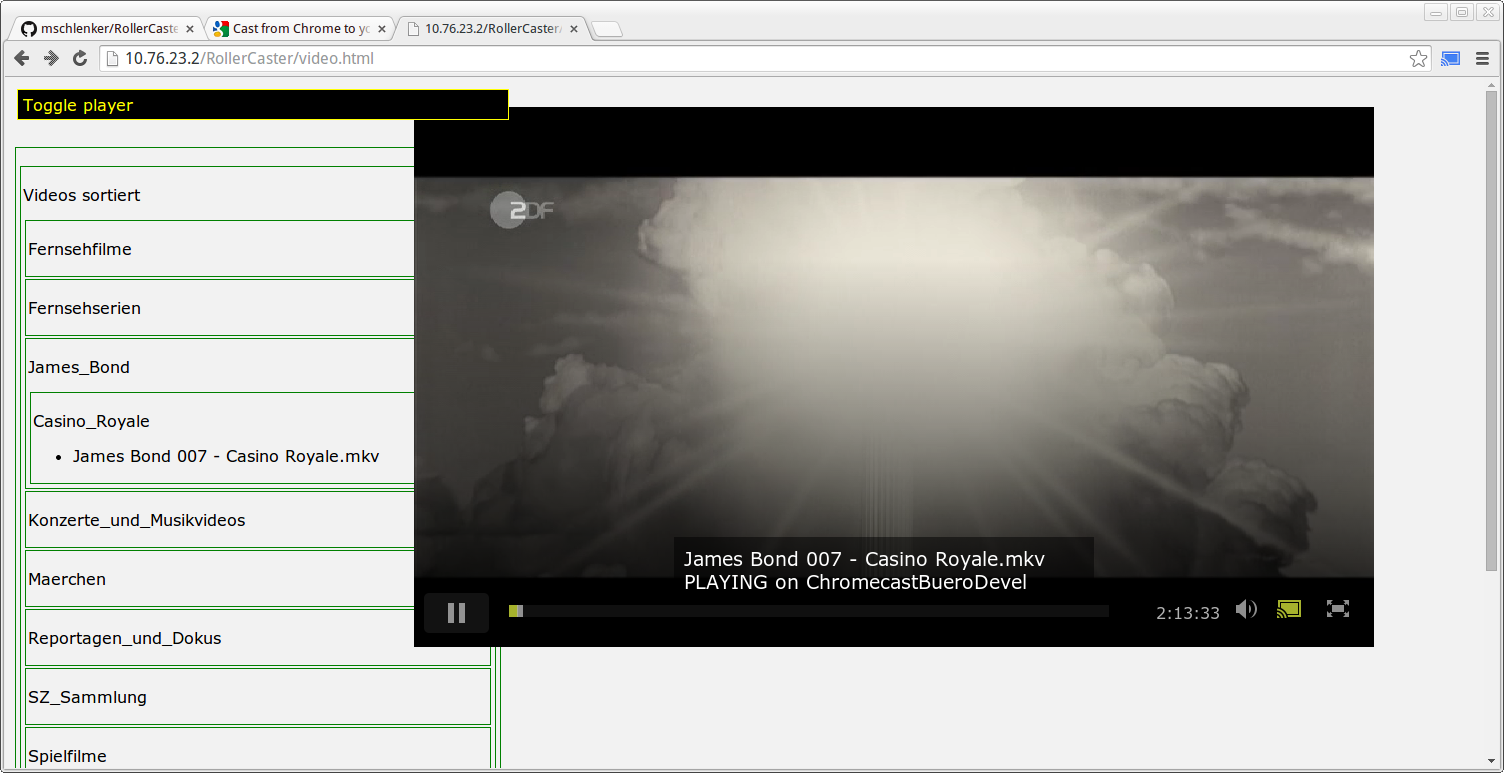 mschlenker/RollerCaste
Cast from Chrome to yo
10.76.23.2/RollerCaster/
10.76.23.2/RollerCaster/video.html
Toggle player
Videos sortiert
Fernsehfilme
Fernsehserien
James_Bond
Casino_Royale
James Bond 007 - Casino Royale.mkv
Konzerte_und_Musikvideos
Maerchen
Reportagen_und_Dokus
SZ_Sammlung
Spielfilme
2DF
James Bond 007 - Casino Royale.mkv
PLAYING on ChromecastBueroDevel
2:13:33